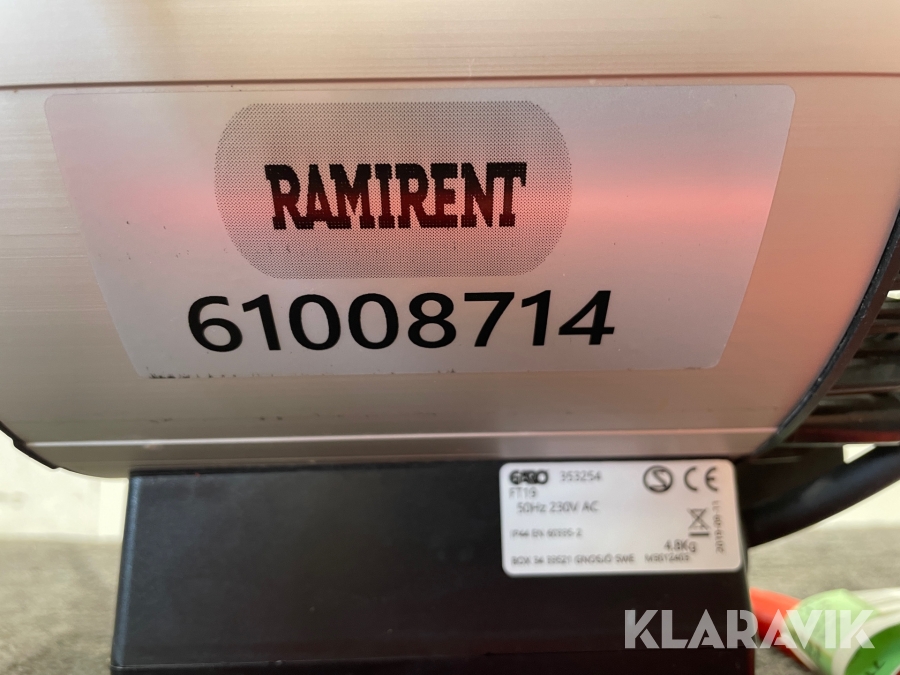 RAMIRENT
61008714
GARO 353254
FT19
50Hz 230V AC
IP44 EN 60335-2
4.8Kg
BOX 34 33521 GNOSJÖ SWE
KLARAVIK